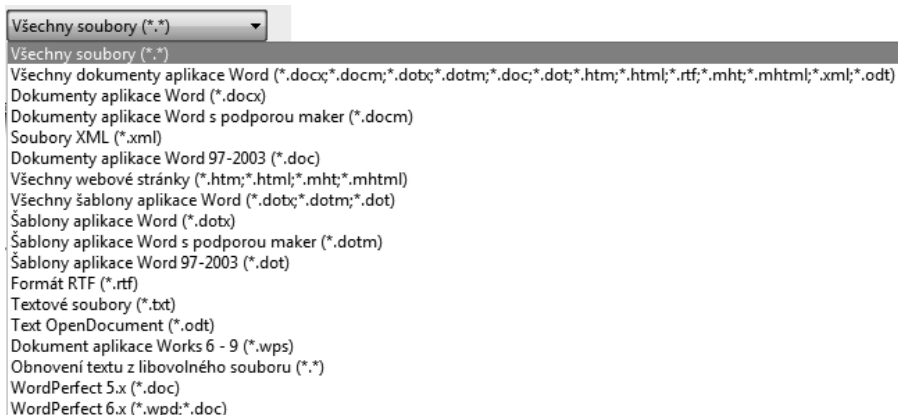 Všechny soubory (*.*)
Všechny soubory (*.*)
Všechny dokumenty aplikace Word (*.docx;*.docm;*.dotx;*.dotm;*.doc;*.dot;*.htm;*.html;*.rtf;*.mht;*.mhtml;*.xml;*.odt)
Dokumenty aplikace Word (*.docx)
Dokumenty aplikace Word s podporou maker (*.docm)
Soubory XML (*.xml)
Dokumenty aplikace Word 97-2003 (*.doc)
Všechny webové stránky (*.htm;*.html;*.mht;*.mhtml)
Všechny šablony aplikace Word (*.dotx;*.dotm;*.dot)
Šablony aplikace Word (*.dotx)
Šablony aplikace Word s podporou maker (*.dotm)
Šablony aplikace Word 97-2003 (*.dot)
Formát RTF (*.rtf)
Textové soubory (*.txt)
Text OpenDocument (*.odt)
Dokument aplikace Works 6 - 9 (*.wps)
Obnovení textu z libovolného souboru (*.*)
WordPerfect 5.x (*.doc)
WordPerfect 6.x (*.wpd;*.doc)